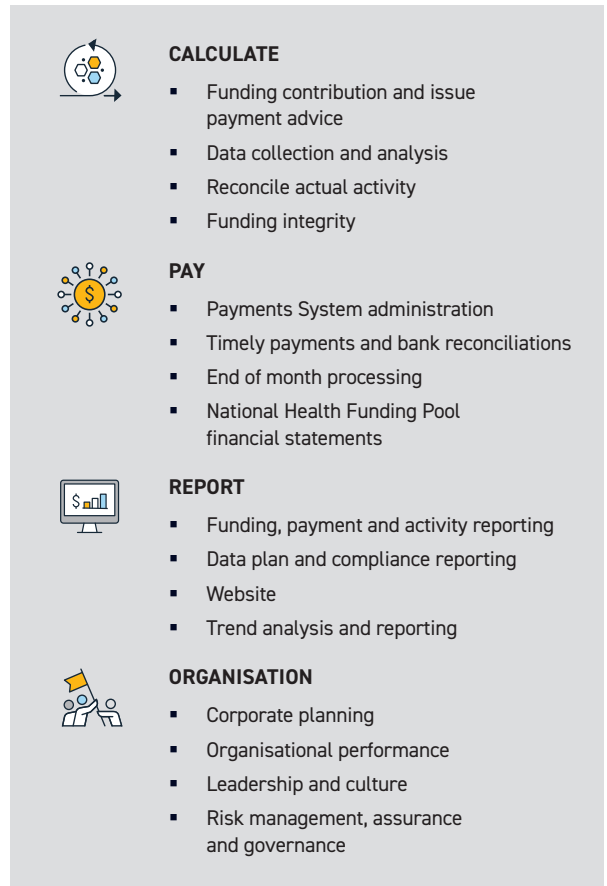 CALCULATE
▪ Funding contribution and issue
payment advice
▪ Data collection and analysis
▪ Reconcile actual activity
▪ Funding integrity
PAY
$
▪ Payments System administration
▪ Timely payments and bank reconciliations
▪ End of month processing
▪ National Health Funding Pool
financial statements
REPORT
$
▪ Funding, payment and activity reporting
▪ Data plan and compliance reporting
▪ Website
▪ Trend analysis and reporting
ORGANISATION
▪ Corporate planning
▪ Organisational performance
▪ Leadership and culture
▪ Risk management, assurance
and governance